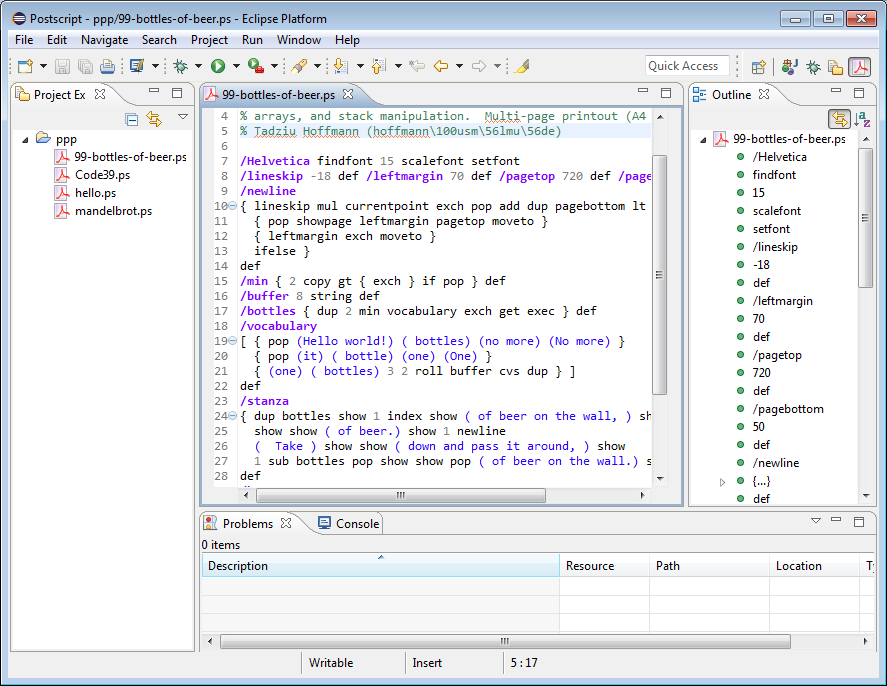 Postscript - ppp/99-bottles-of-beer.ps - Eclipse Platform
File Edit Navigate Search Project Run Window Help
Quick Access
Project Ex
ppp
99-bottles-of-beer.ps
Code39.ps
hello.ps
mandelbrot.ps
99-bottles-of-beer.ps
4 % arrays, and stack manipulation.  Multi-page printout (A4
5 % Tadziu Hoffmann (hoffmann\100usm\56lmu\56de)
6
7 /Helvetica findfont 15 scalefont setfont
8 /lineskip -18 def /leftmargin 70 def /pagetop 720 def /page
9 /newline
10 { lineskip mul currentpoint exch pop add dup pagebottom lt
11   { pop showpage leftmargin pagetop moveto }
12   { leftmargin exch moveto }
13   ifelse }
14 def
15 /min { 2 copy gt { exch } if pop } def
16 /buffer 8 string def
17 /bottles { dup 2 min vocabulary exch get exec } def
18 /vocabulary
19 [ { pop (Hello world!) ( bottles) (no more) (No more) }
20   { pop (it) ( bottle) (one) (One) }
21   { (one) ( bottles) 3 2 roll buffer cvs dup } ]
22 def
23 /stanza
24 { dup bottles show 1 index show ( of beer on the wall, ) sh
25   show show ( of beer.) show 1 newline
26   (  Take ) show show ( down and pass it around, ) show
27   1 sub bottles pop show show pop ( of beer on the wall.) s
28 def
Outline
99-bottles-of-beer.ps
/Helvetica
findfont
15
scalefont
setfont
/lineskip
-18
def
/leftmargin
70
def
/pagetop
720
def
/pagebottom
50
def
/newline
{...}
def
Problems Console
0 items
Description Resource Path Location
Writable Insert 5 : 17